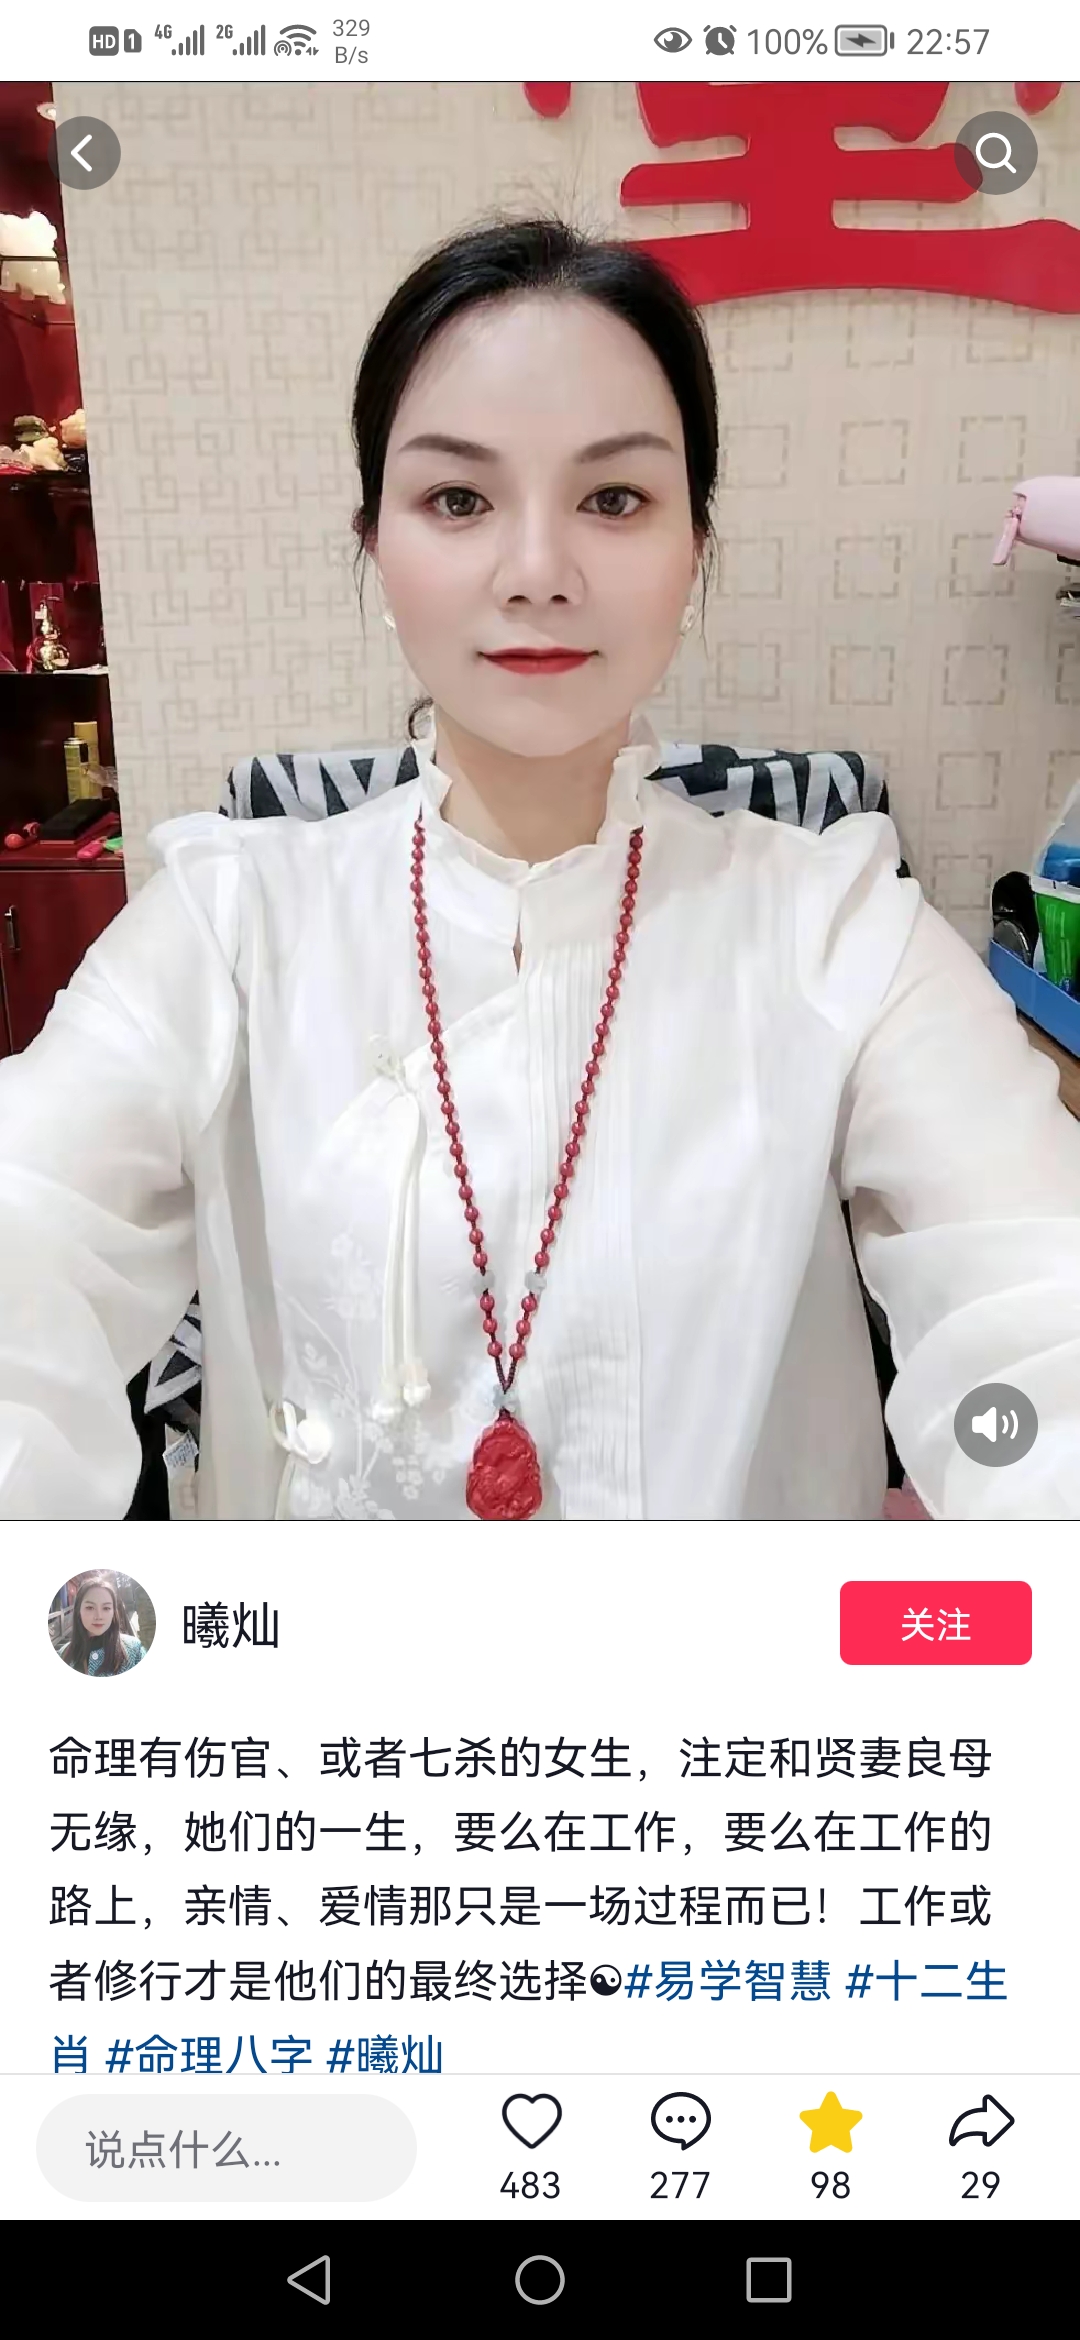 HD 1 4G 2G 329 B/s 100% 22:57
曦灿
关注
命理有伤官、或者七杀的女生，注定和贤妻良母
无缘，她们的一生，要么在工作，要么在工作的
路上，亲情、爱情那只是一场过程而已！工作或
者修行才是他们的最终选择☯#易学智慧 #十二生
肖 #命理八字 #曦灿
说点什么...
483
277
98
29